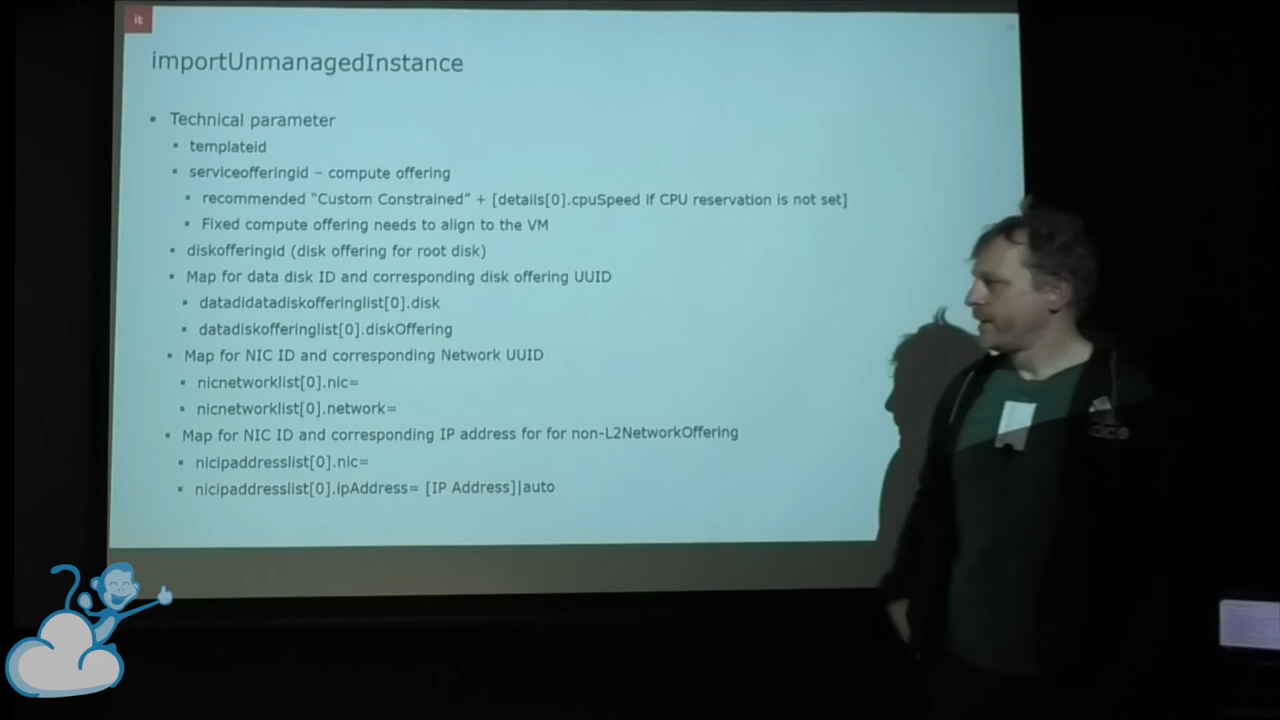 it
importUnmanagedInstance
▪ Technical parameter
▪ templateid
▪ serviceofferingid – compute offering
▪ recommended “Custom Constrained” + [details[0].cpuSpeed if CPU reservation is not set]
▪ Fixed compute offering needs to align to the VM
▪ diskofferingid (disk offering for root disk)
▪ Map for data disk ID and corresponding disk offering UUID
▪ datadidatadiskofferinglist[0].disk
▪ datadiskofferinglist[0].diskOffering
▪ Map for NIC ID and corresponding Network UUID
▪ nicnetworklist[0].nic=
▪ nicnetworklist[0].network=
▪ Map for NIC ID and corresponding IP address for for non-L2NetworkOffering
▪ nicipaddresslist[0].nic=
▪ nicipaddresslist[0].ipAddress= [IP Address]|auto